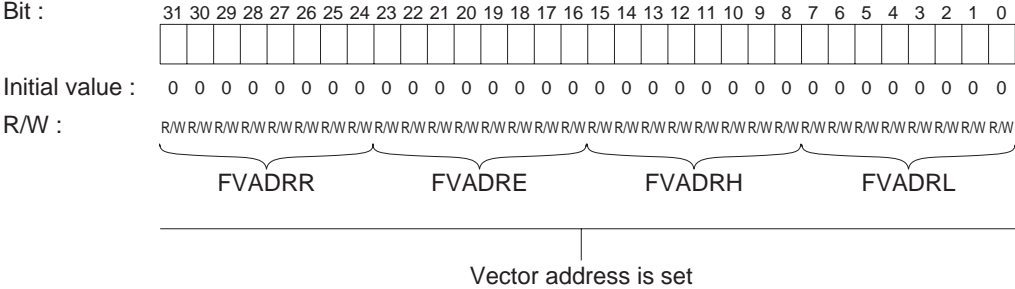 Bit : 31 30 29 28 27 26 25 24 23 22 21 20 19 18 17 16 15 14 13 12 11 10 9 8 7 6 5 4 3 2 1 0
Initial value : 0 0 0 0 0 0 0 0 0 0 0 0 0 0 0 0 0 0 0 0 0 0 0 0 0 0 0 0 0 0 0 0
R/W : R/W R/W R/W R/W R/W R/W R/W R/W R/W R/W R/W R/W R/W R/W R/W R/W R/W R/W R/W R/W R/W R/W R/W R/W R/W R/W R/W R/W R/W R/W R/W R/W
FVADRR FVADRE FVADRH FVADRL
Vector address is set